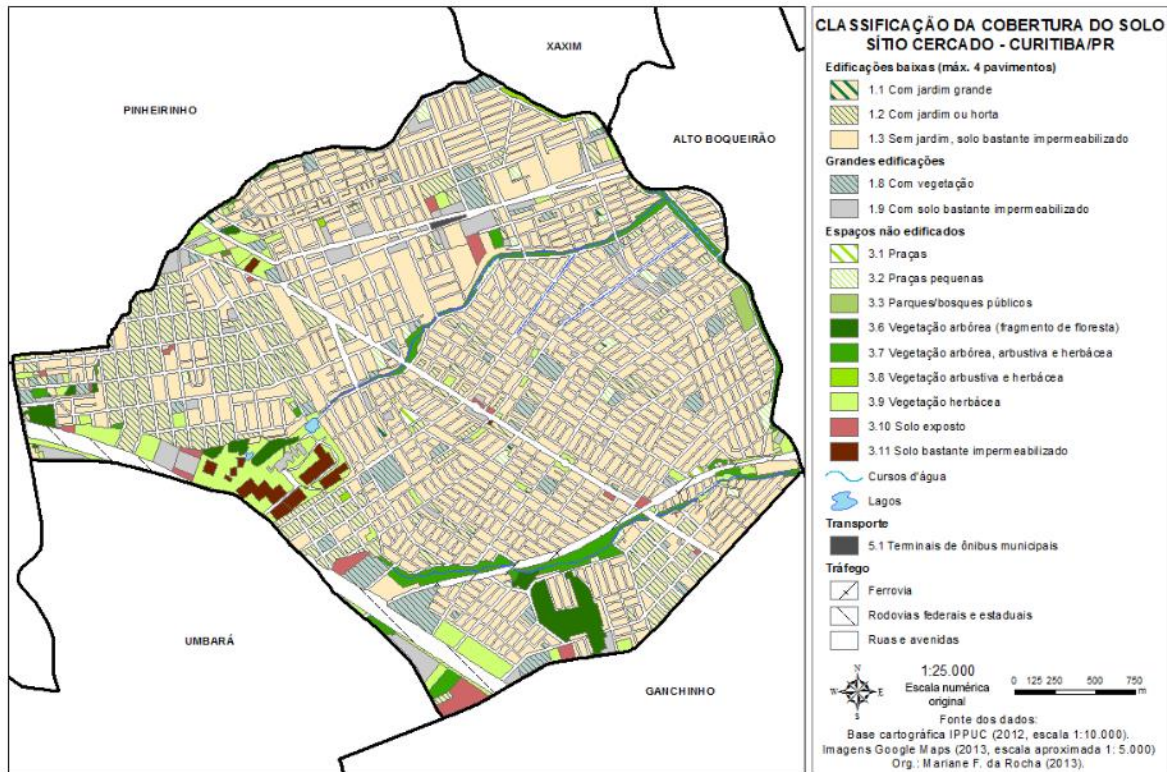 XAXIM
PINHEIRINHO
ALTO BOQUEIRÃO
UMBARÁ
GANCHINHO
CLASSIFICAÇÃO DA COBERTURA DO SOLO
SÍTIO CERCADO - CURITIBA/PR
Edificações baixas (máx. 4 pavimentos)
1.1 Com jardim grande
1.2 Com jardim ou horta
1.3 Sem jardim, solo bastante impermeabilizado
Grandes edificações
1.8 Com vegetação
1.9 Com solo bastante impermeabilizado
Espaços não edificados
3.1 Praças
3.2 Praças pequenas
3.3 Parques/bosques públicos
3.6 Vegetação arbórea (fragmento de floresta)
3.7 Vegetação arbórea, arbustiva e herbácea
3.8 Vegetação arbustiva e herbácea
3.9 Vegetação herbácea
3.10 Solo exposto
3.11 Solo bastante impermeabilizado
Cursos d'água
Lagos
Transporte
5.1 Terminais de ônibus municipais
Tráfego
Ferrovia
Rodovias federais e estaduais
Ruas e avenidas
N
W E
S
1:25.000
Escala numérica
original
0 125 250 500 750
m
Fonte dos dados:
Base cartográfica IPPUC (2012, escala 1:10.000).
Imagens Google Maps (2013, escala aproximada 1: 5.000)
Org.: Mariane F. da Rocha (2013).